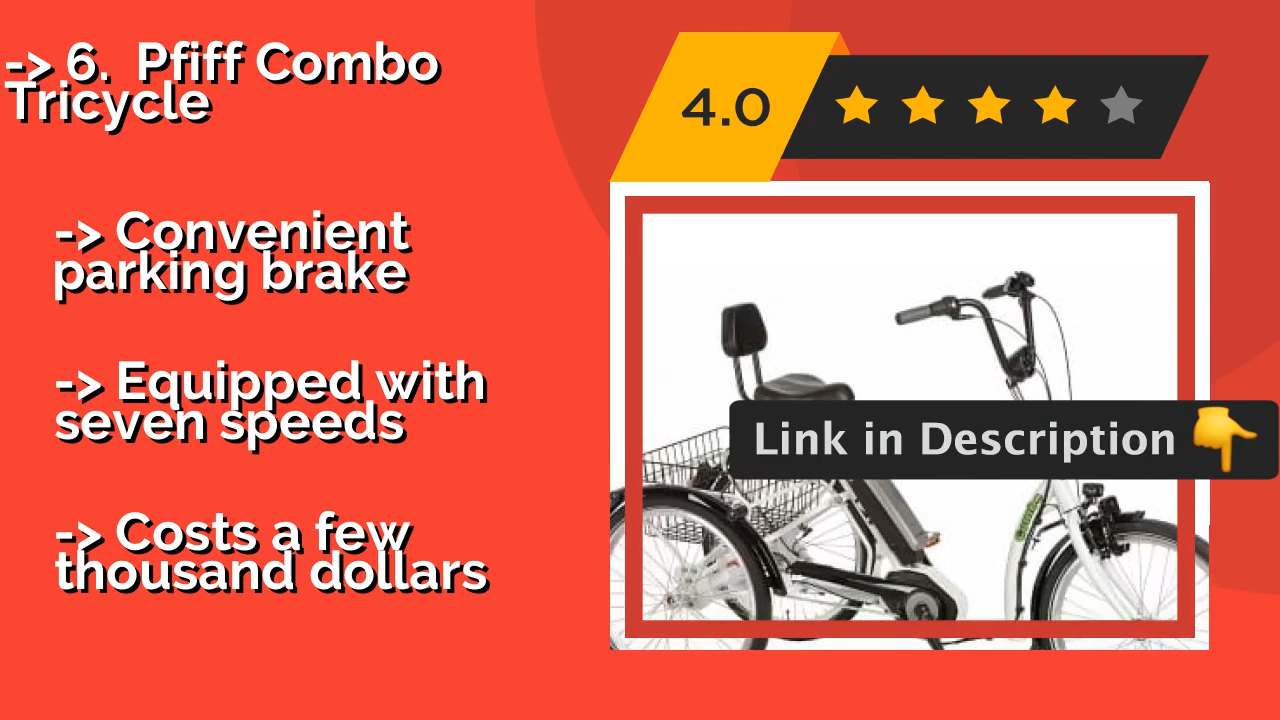 -> 6.  Pfiff Combo
Tricycle
4.0
-> Convenient
parking brake
-> Equipped with
seven speeds
Link in Description 👇
-> Costs a few
thousand dollars